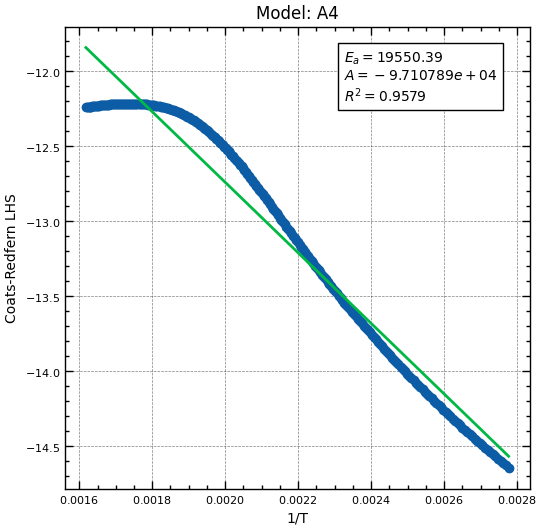 Model: A4
E_a = 19550.39
A = −9.710789e + 04
R^2 = 0.9579
Coats-Redfern LHS
−12.0
−12.5
−13.0
−13.5
−14.0
−14.5
0.0016 0.0018 0.0020 0.0022 0.0024 0.0026 0.0028
1/T